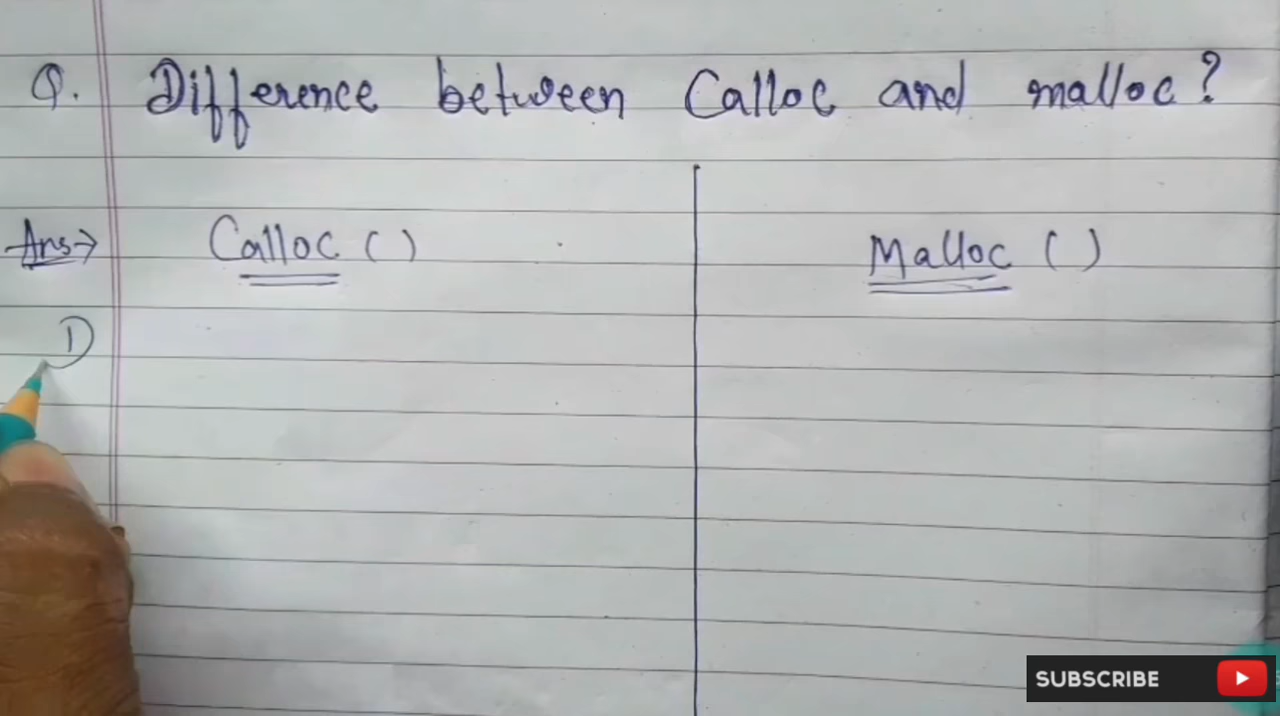 Q. Difference between Calloc and malloc?
Ans→ Calloc () Malloc ()
1)
SUBSCRIBE